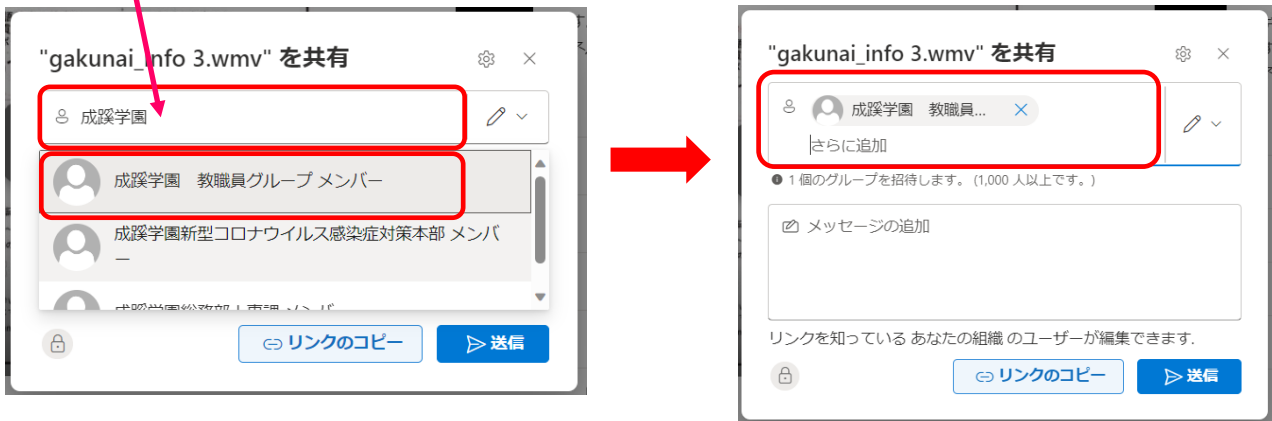 "gakunai_info 3.wmv" を共有
成蹊学園
成蹊学園　教職員グループ メンバー
成蹊学園新型コロナウイルス感染症対策本部 メンバ
ー
リンクのコピー
送信
"gakunai_info 3.wmv" を共有
成蹊学園　教職員...
さらに追加
1 個のグループを招待します。 (1,000 人以上です。)
メッセージの追加
リンクを知っている あなたの組織 のユーザーが編集できます.
リンクのコピー
送信